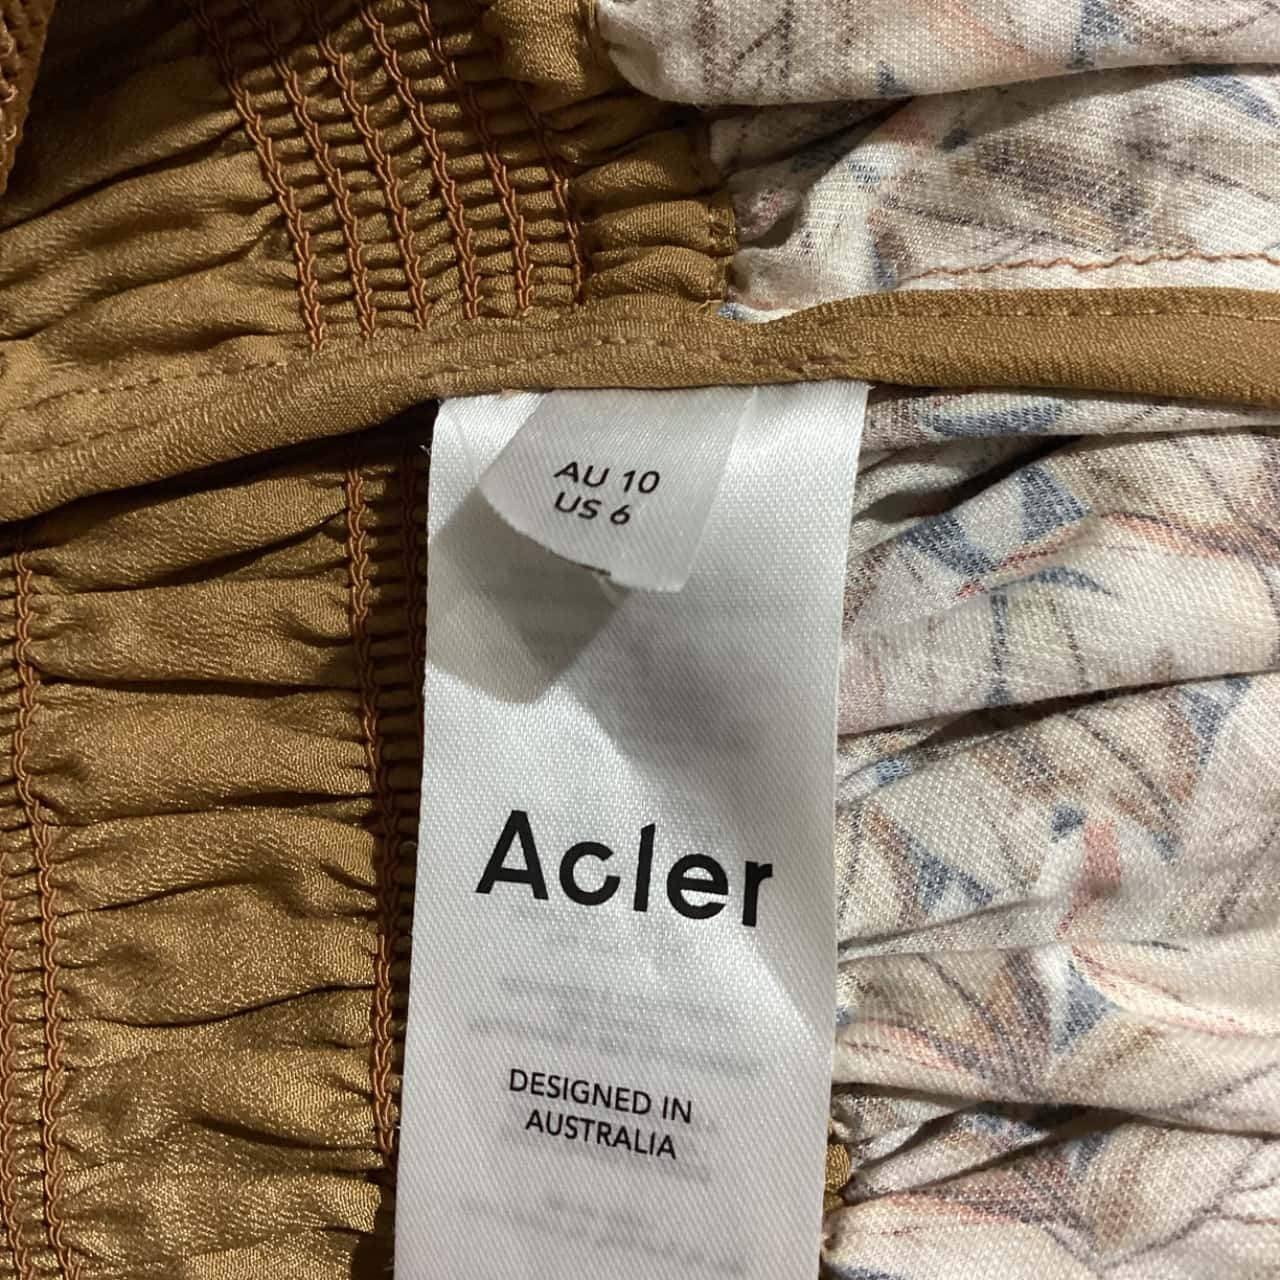 AU 10
US 6
Acler
DESIGNED IN
AUSTRALIA